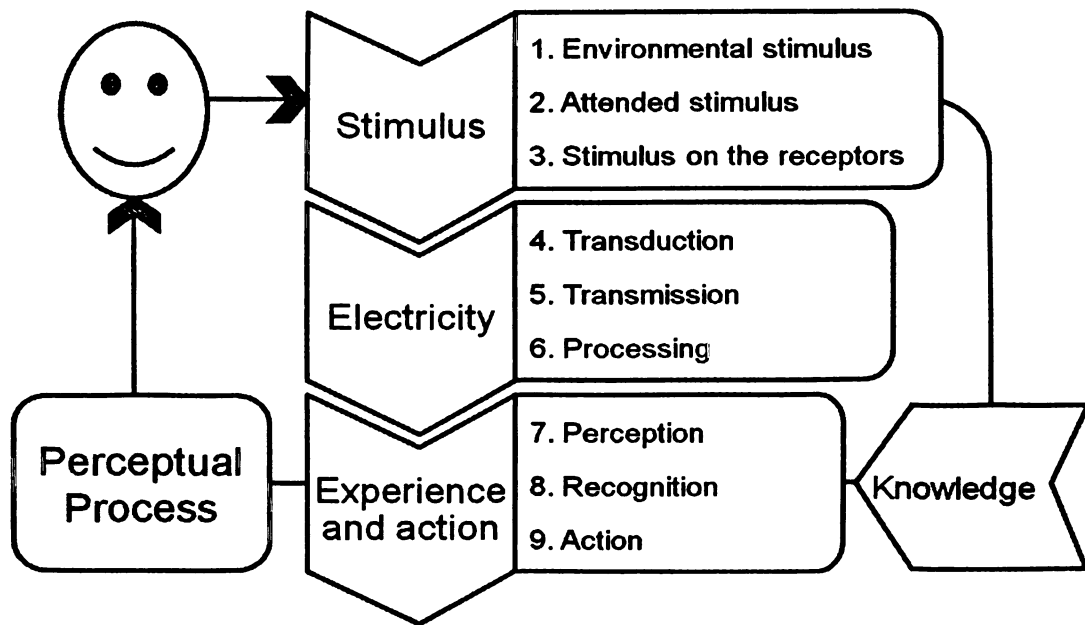 Stimulus
1. Environmental stimulus
2. Attended stimulus
3. Stimulus on the receptors
Electricity
4. Transduction
5. Transmission
6. Processing
Perceptual
Process
Experience
and action
7. Perception
8. Recognition
9. Action
Knowledge